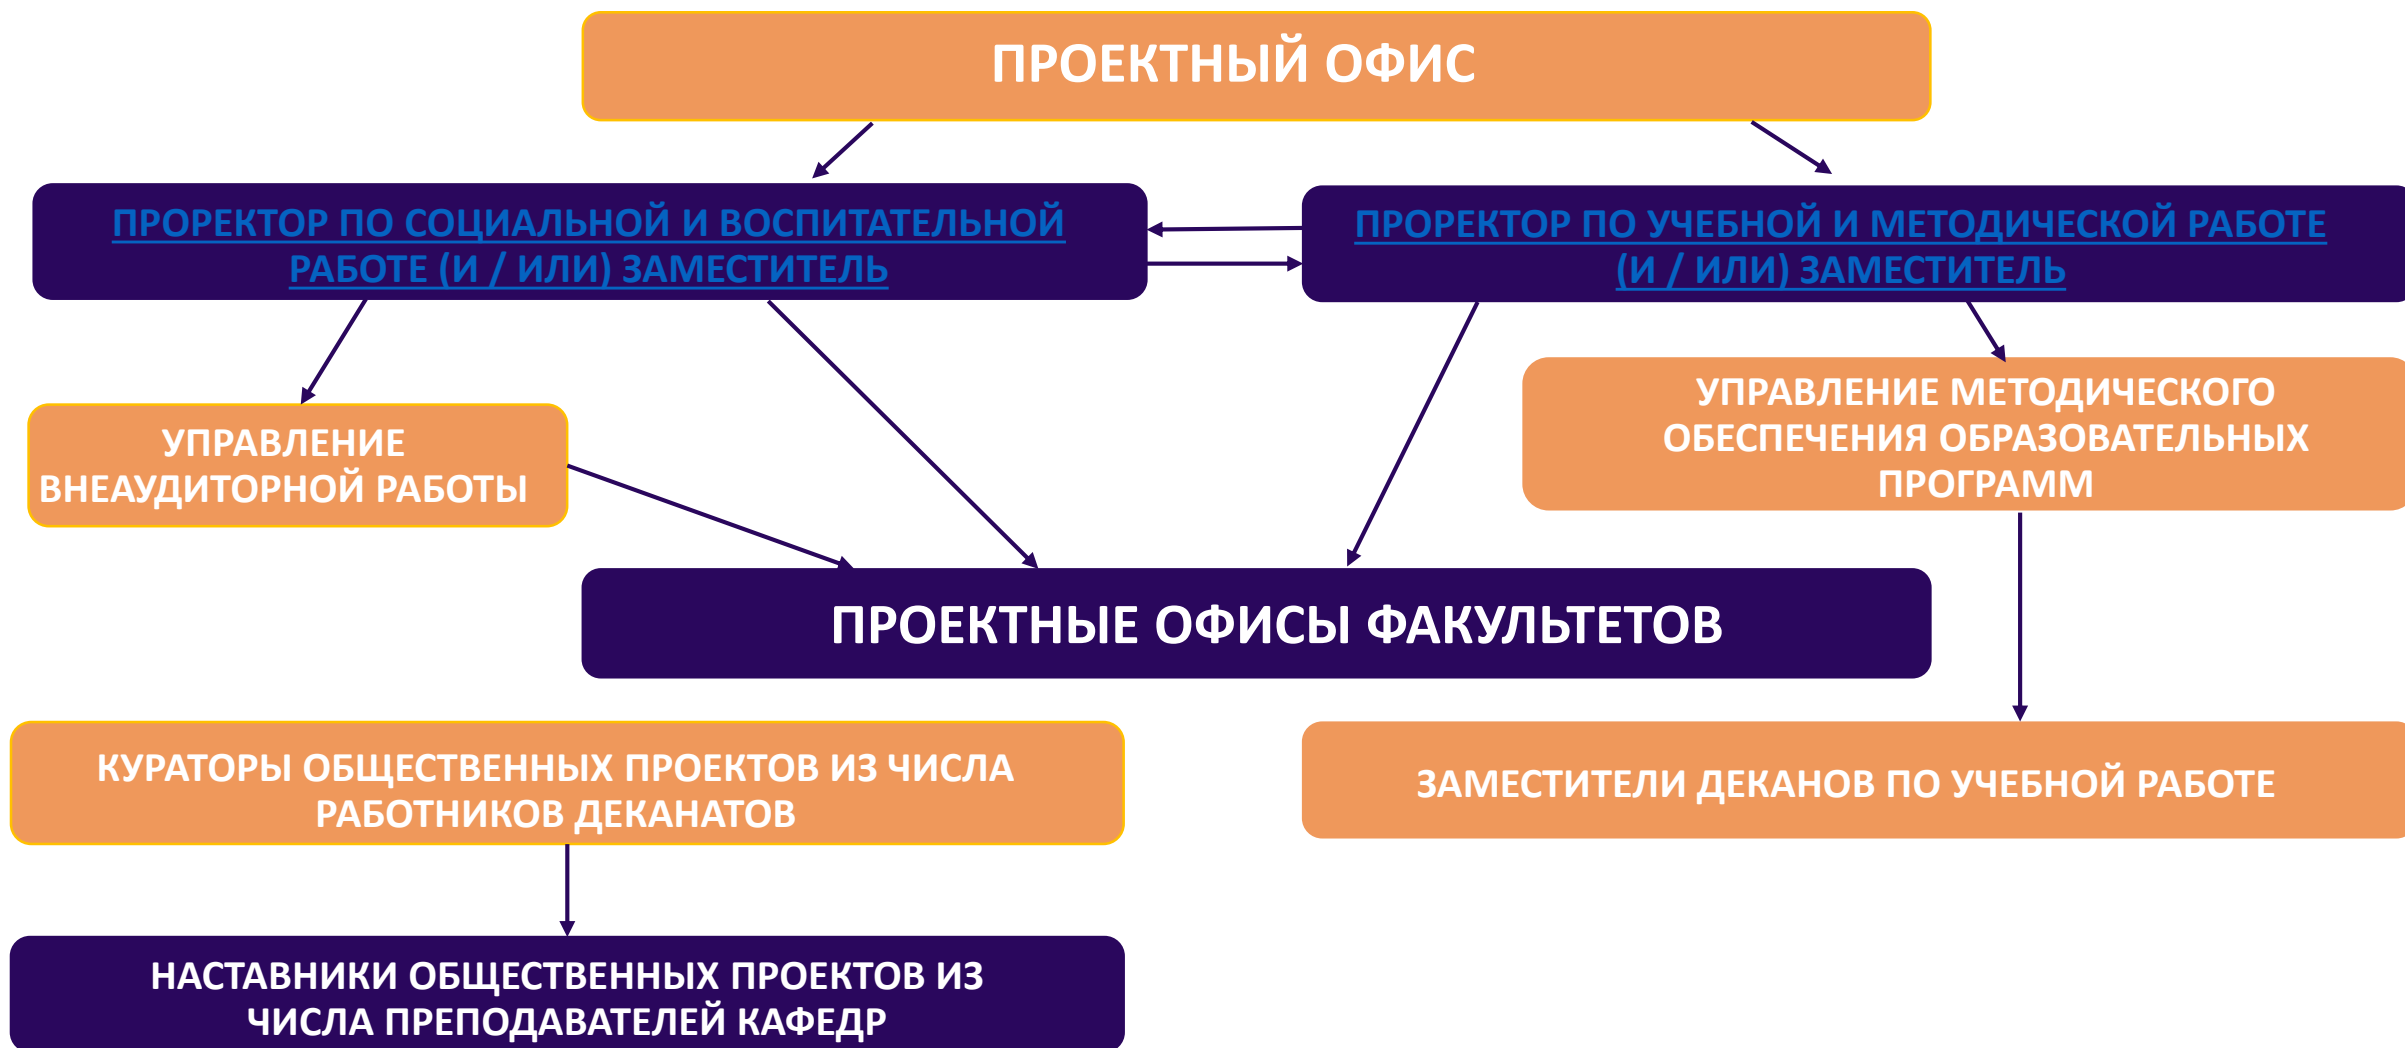 ПРОЕКТНЫЙ ОФИС
ПРОРЕКТОР ПО СОЦИАЛЬНОЙ И ВОСПИТАТЕЛЬНОЙ
РАБОТЕ (И / ИЛИ) ЗАМЕСТИТЕЛЬ
ПРОРЕКТОР ПО УЧЕБНОЙ И МЕТОДИЧЕСКОЙ РАБОТЕ
(И / ИЛИ) ЗАМЕСТИТЕЛЬ
УПРАВЛЕНИЕ
ВНЕАУДИТОРНОЙ РАБОТЫ
УПРАВЛЕНИЕ МЕТОДИЧЕСКОГО
ОБЕСПЕЧЕНИЯ ОБРАЗОВАТЕЛЬНЫХ
ПРОГРАММ
ПРОЕКТНЫЕ ОФИСЫ ФАКУЛЬТЕТОВ
КУРАТОРЫ ОБЩЕСТВЕННЫХ ПРОЕКТОВ ИЗ ЧИСЛА
РАБОТНИКОВ ДЕКАНАТОВ
ЗАМЕСТИТЕЛИ ДЕКАНОВ ПО УЧЕБНОЙ РАБОТЕ
НАСТАВНИКИ ОБЩЕСТВЕННЫХ ПРОЕКТОВ ИЗ
ЧИСЛА ПРЕПОДАВАТЕЛЕЙ КАФЕДР